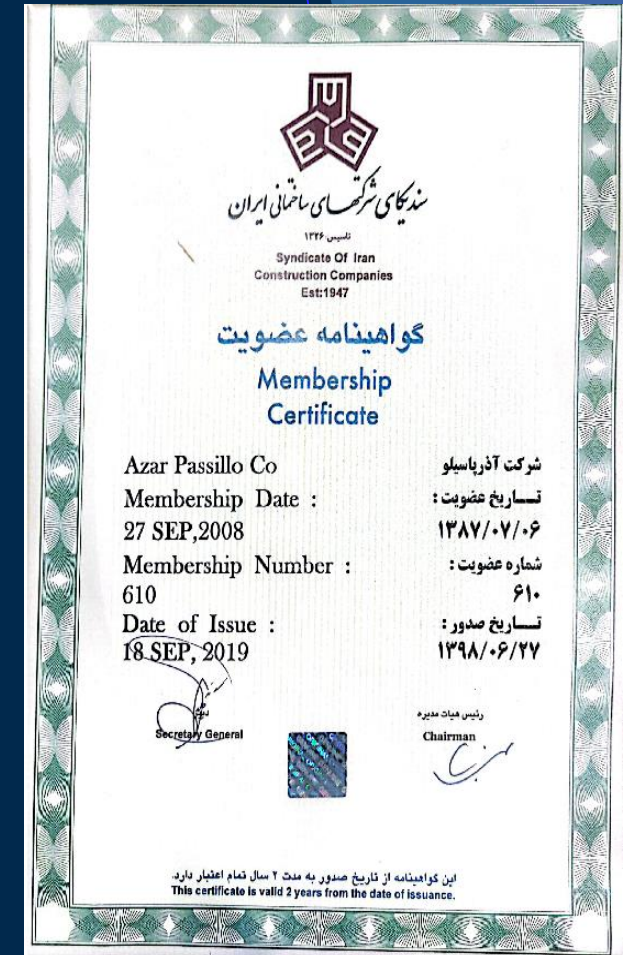 سندیکای شرکتهای ساختمانی ایران
تاسیس ۱۳۲۶
Syndicate Of Iran
Construction Companies
Est:1947
گواهینامه عضویت
Membership
Certificate
Azar Passillo Co
شرکت آذرپاسیلو
Membership Date :
تـــاریخ عضویت :
27 SEP,2008
۱۳۸۷/۰۷/۰۶
Membership Number :
شماره عضویت :
610
۶۱۰
Date of Issue :
تـــاریخ صدور :
18 SEP, 2019
۱۳۹۸/۰۶/۲۷
دبیر
رئیس هیات مدیره
Secretary General
Chairman
این گواهینامه از تاریخ صدور به مدت ۲ سال تمام اعتبار دارد.
This certificate is valid 2 years from the date of issuance.